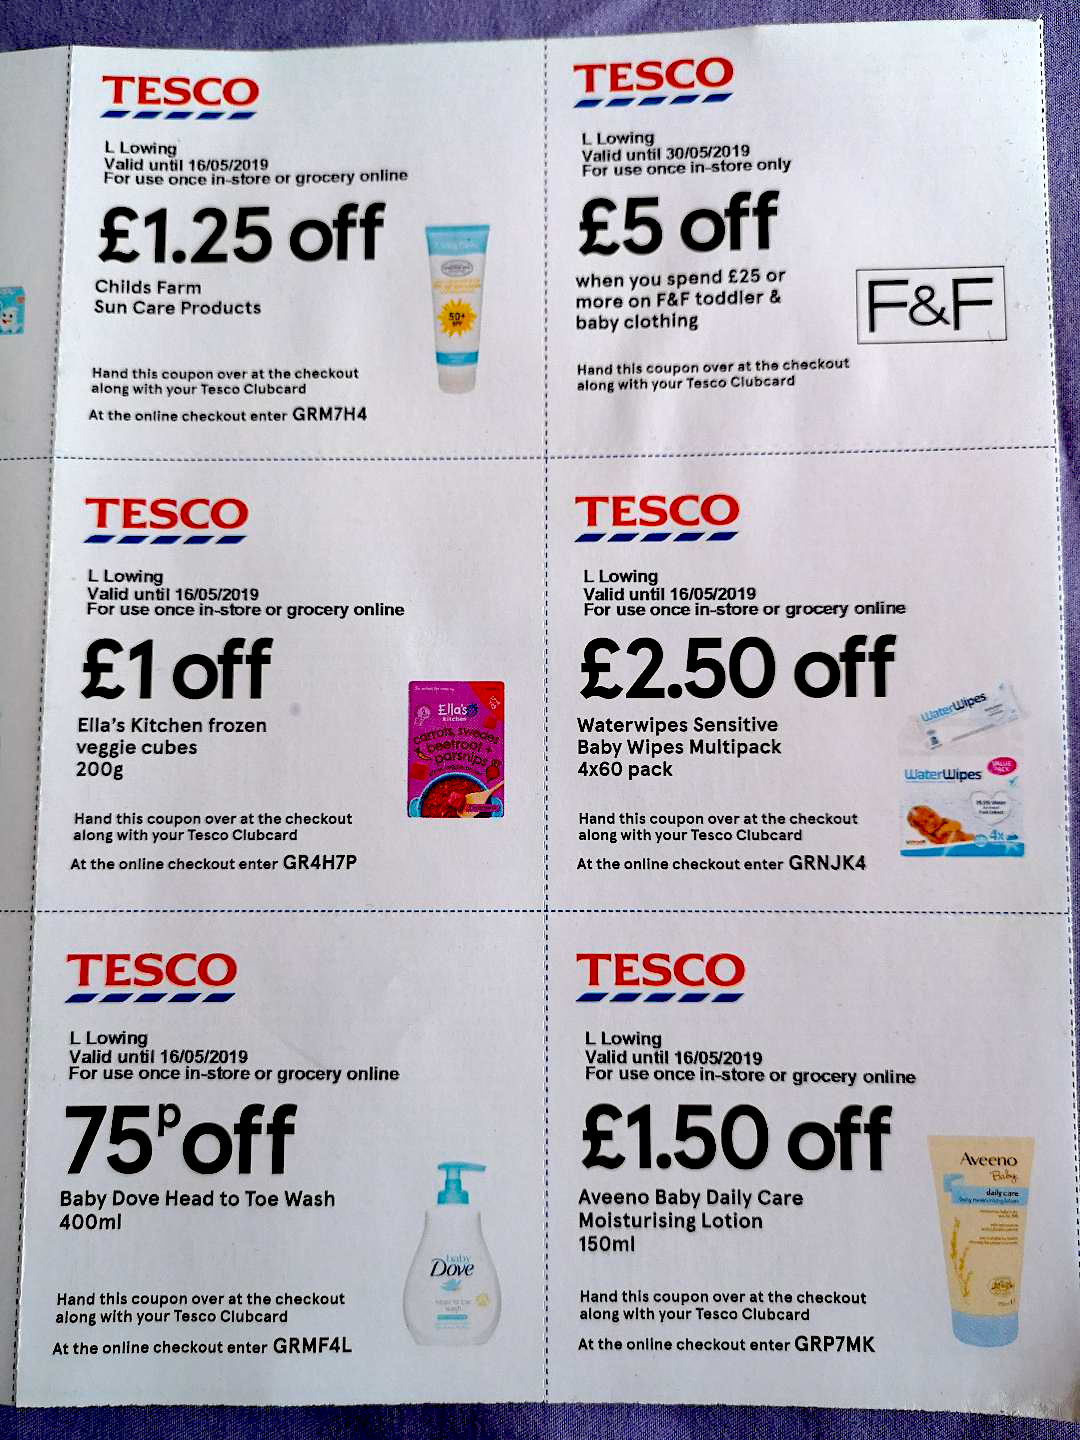 TESCO
L Lowing
Valid until 16/05/2019
For use once in-store or grocery online
£1.25 off
Childs Farm
Sun Care Products
50+
SPF
Hand this coupon over at the checkout
along with your Tesco Clubcard
At the online checkout enter GRM7H4
TESCO
L Lowing
Valid until 30/05/2019
For use once in-store only
£5 off
when you spend £25 or
more on F&F toddler &
baby clothing
F&F
Hand this coupon over at the checkout
along with your Tesco Clubcard
TESCO
L Lowing
Valid until 16/05/2019
For use once in-store or grocery online
£1 off
Ella's Kitchen frozen
veggie cubes
200g
Ella's
Kitchen
carrots, swedes
beetroot +
parsnips
Hand this coupon over at the checkout
along with your Tesco Clubcard
At the online checkout enter GR4H7P
TESCO
L Lowing
Valid until 16/05/2019
For use once in-store or grocery online
£2.50 off
Waterwipes Sensitive
Baby Wipes Multipack
4x60 pack
WaterWipes
WaterWipes
VALUE
PACK
4x
Hand this coupon over at the checkout
along with your Tesco Clubcard
At the online checkout enter GRNJK4
TESCO
L Lowing
Valid until 16/05/2019
For use once in-store or grocery online
75p off
Baby Dove Head to Toe Wash
400ml
baby
Dove
head to toe
wash
Hand this coupon over at the checkout
along with your Tesco Clubcard
At the online checkout enter GRMF4L
TESCO
L Lowing
Valid until 16/05/2019
For use once in-store or grocery online
£1.50 off
Aveeno Baby Daily Care
Moisturising Lotion
150ml
Aveeno
Baby
daily care
Hand this coupon over at the checkout
along with your Tesco Clubcard
At the online checkout enter GRP7MK